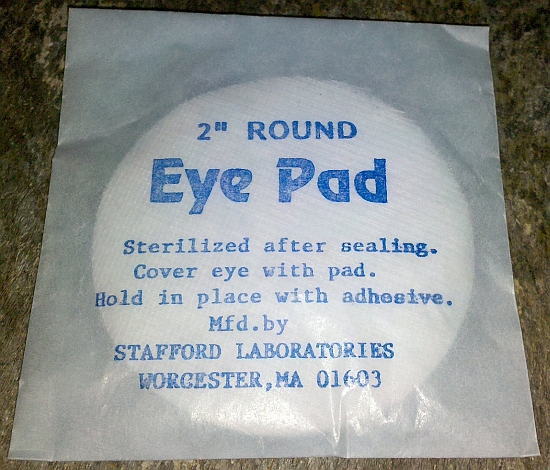 2" ROUND
Eye Pad
Sterilized after sealing.
Cover eye with pad.
Hold in place with adhesive.
Mfd.by
STAFFORD LABORATORIES
WORCESTER,MA 01603